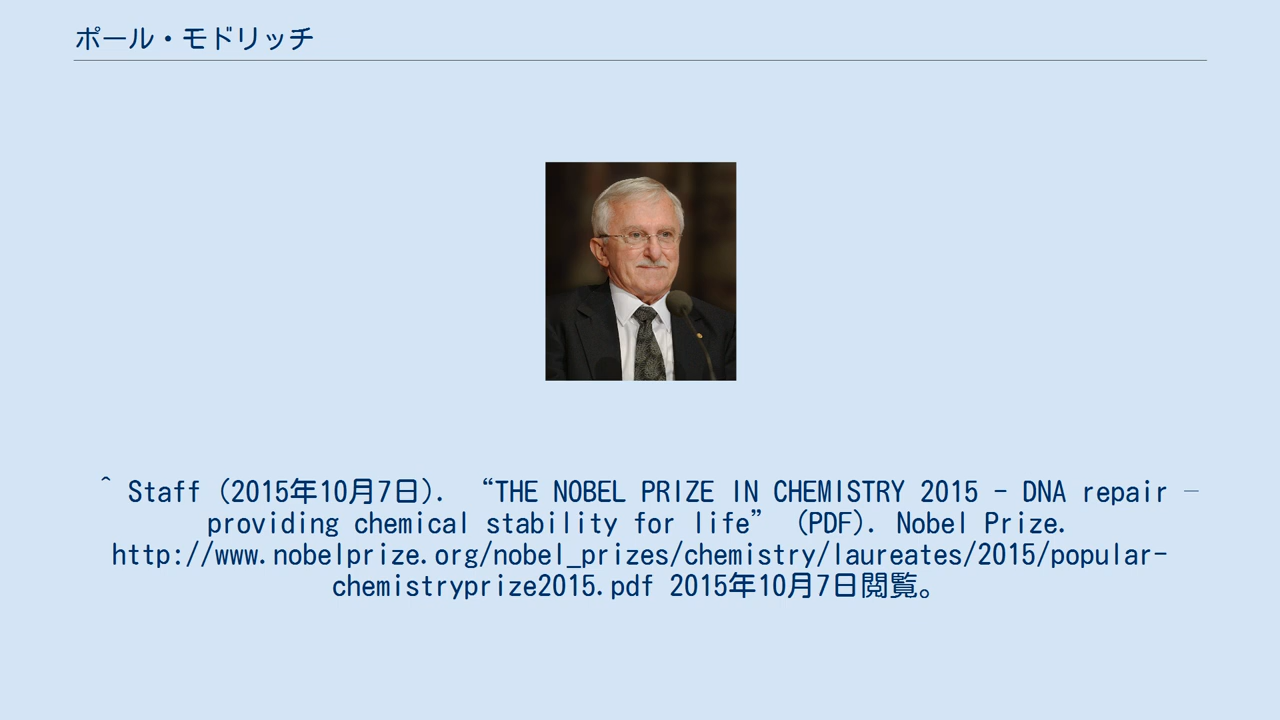 ポール・モドリッチ
^ Staff (2015年10月7日). “THE NOBEL PRIZE IN CHEMISTRY 2015 - DNA repair –
providing chemical stability for life” (PDF). Nobel Prize.
http://www.nobelprize.org/nobel_prizes/chemistry/laureates/2015/popular-
chemistryprize2015.pdf 2015年10月7日閲覧。